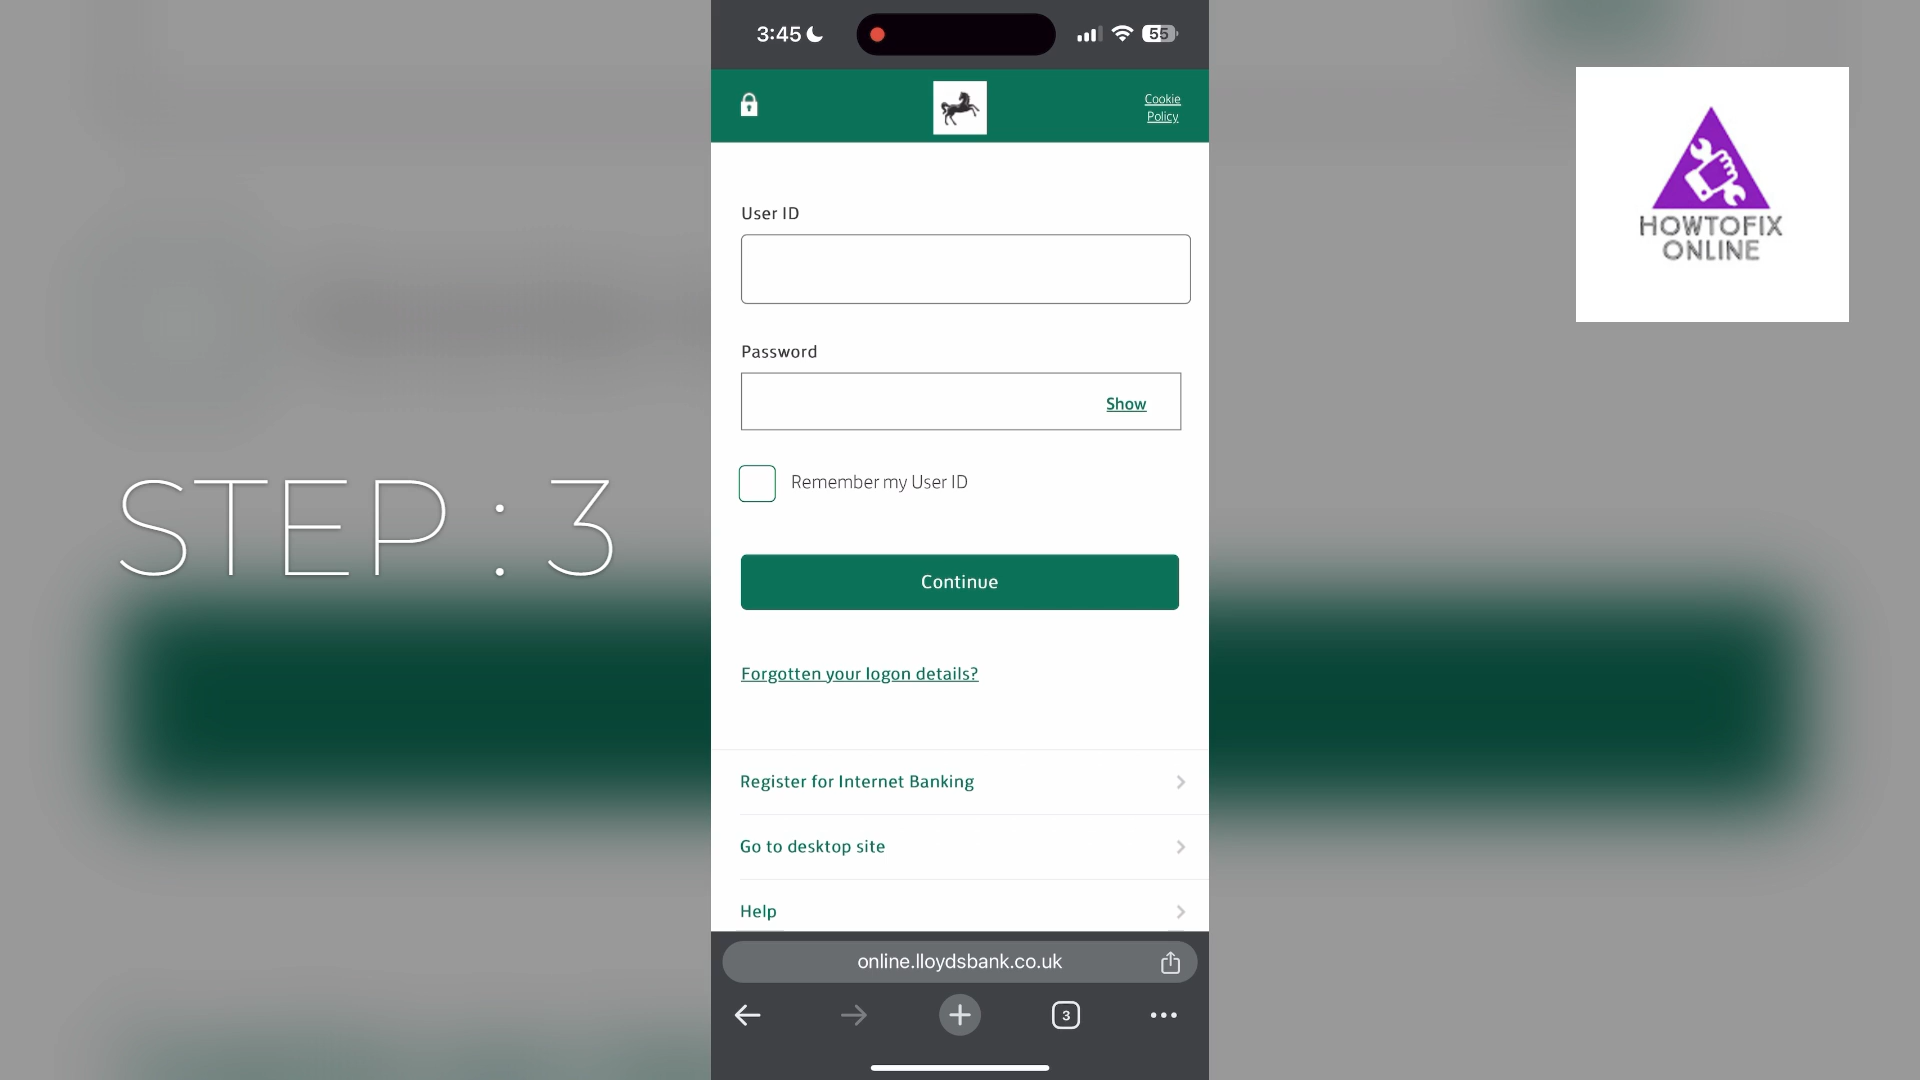 3:45
55
Cookie
Policy
User ID
Password
Show
Remember my User ID
Continue
Forgotten your logon details?
Register for Internet Banking
Go to desktop site
Help
online.lloydsbank.co.uk
3
STEP : 3
HOWTOFIX
ONLINE